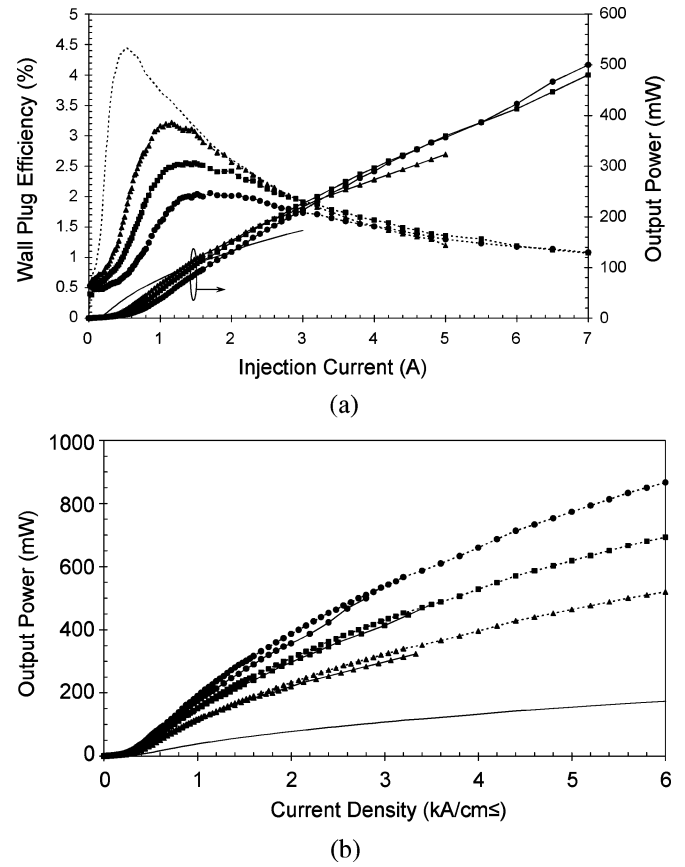 5
4.5
4
3.5
3
2.5
2
1.5
1
0.5
0
Wall Plug Efficiency (%)
600
500
400
300
200
100
0
Output Power (mW)
0 1 2 3 4 5 6 7
Injection Current (A)
(a)
1000
800
600
400
200
0
Output Power (mW)
0 1 2 3 4 5 6
Current Density (kA/cm≤)
(b)